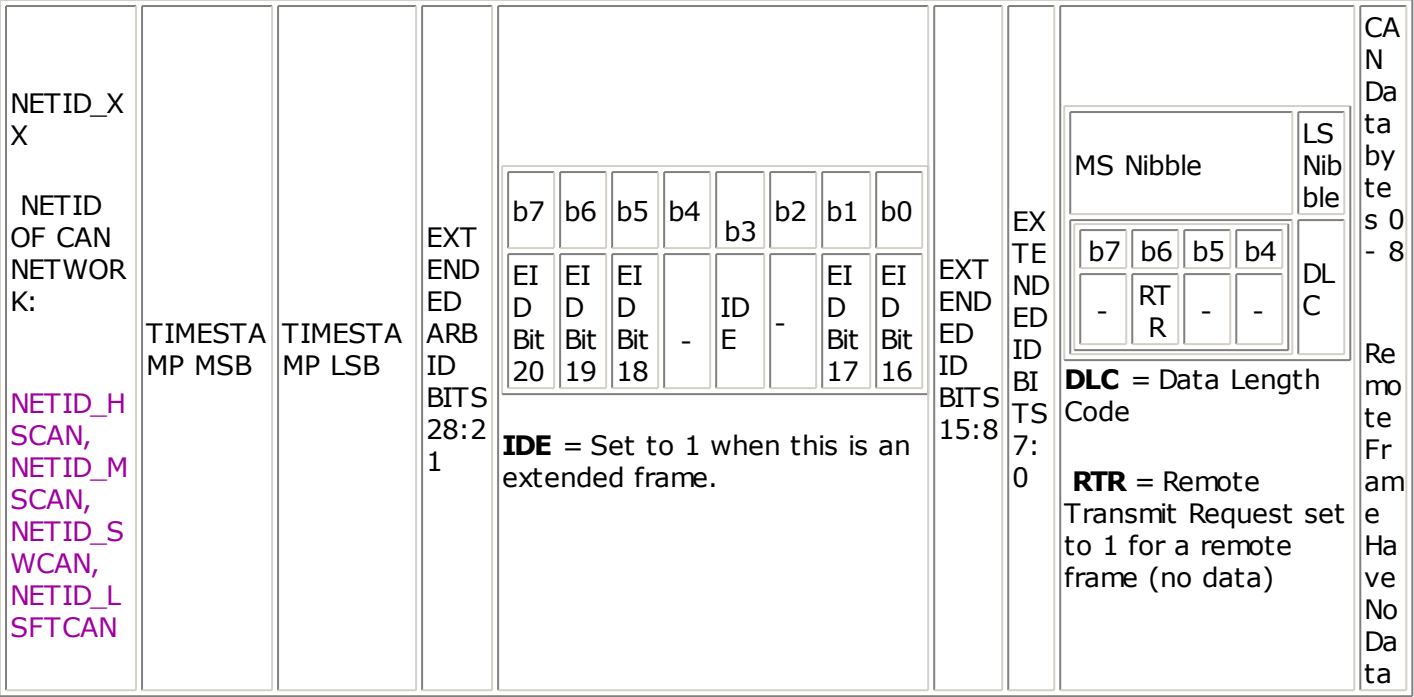 NETID_X
X
NETID
OF CAN
NETWOR
K:
NETID_H
SCAN,
NETID_M
SCAN,
NETID_S
WCAN,
NETID_L
SFTCAN
TIMESTA
MP MSB
TIMESTA
MP LSB
EXT
END
ED
ARB
ID
BITS
28:2
1
b7 b6 b5 b4 b3 b2 b1 b0
EI EI EI EI EI
D D D - ID - D D
Bit Bit Bit E Bit Bit
20 19 18 17 16
IDE = Set to 1 when this is an
extended frame.
EXT
END
ED
ID
BITS
15:8
EX
TE
ND
ED
ID
BI
TS
7:
0
MS Nibble
LS
Nib
ble
b7 b6 b5 b4
- RT - -
R
DL
C
DLC = Data Length
Code
RTR = Remote
Transmit Request set
to 1 for a remote
frame (no data)
CA
N
Da
ta
by
te
s 0
- 8
Re
mo
te
Fr
am
e
Ha
ve
No
Da
ta